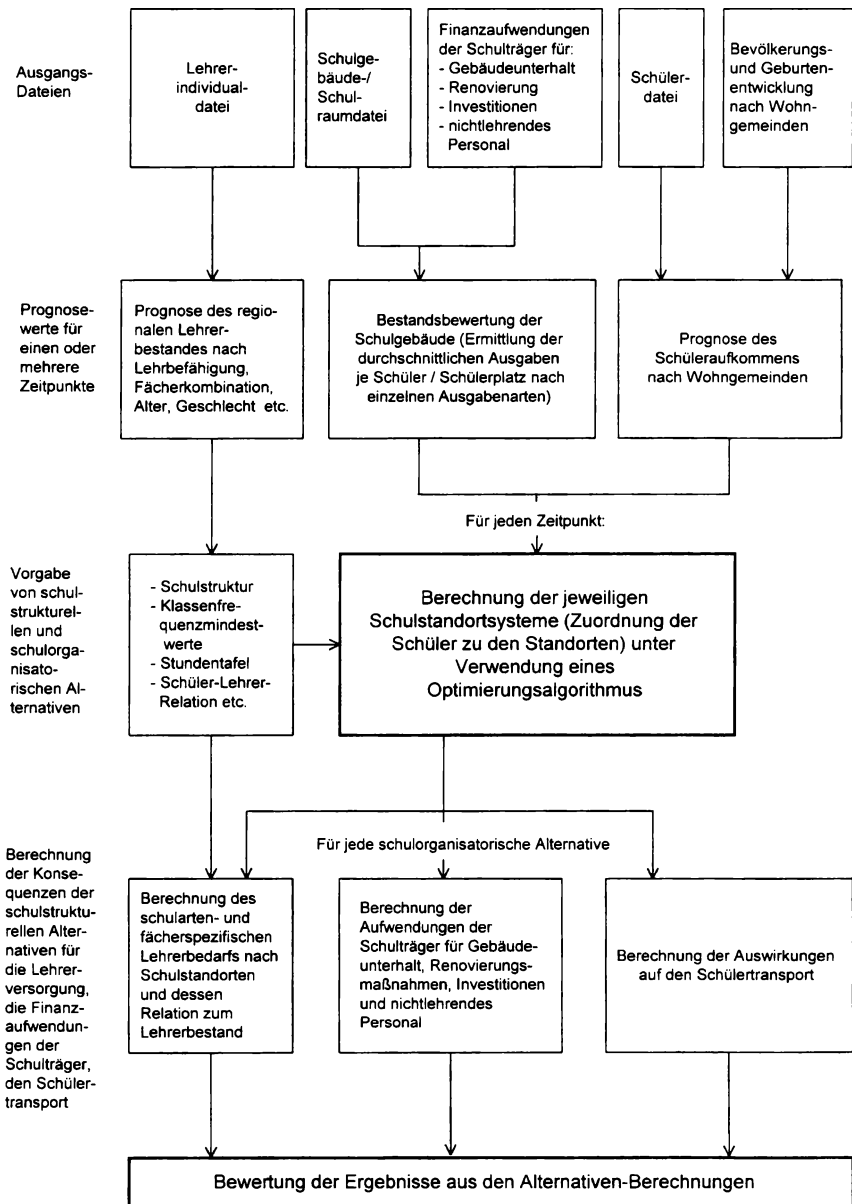 Ausgangs-
Dateien
Lehrer-
individual-
datei
Schulge-
bäude-/
Schul-
raumdatei
Finanzaufwendungen
der Schulträger für:
- Gebäudeunterhalt
- Renovierung
- Investitionen
- nichtlehrendes
Personal
Schüler-
datei
Bevölkerungs-
und Geburten-
entwicklung
nach Wohn-
gemeinden
Prognose-
werte für
einen oder
mehrere
Zeitpunkte
Prognose des regio-
nalen Lehrer-
bestandes nach
Lehrbefähigung,
Fächerkombination,
Alter, Geschlecht etc.
Bestandsbewertung der
Schulgebäude (Ermittlung der
durchschnittlichen Ausgaben
je Schüler / Schülerplatz nach
einzelnen Ausgabenarten)
Prognose des
Schüleraufkommens
nach Wohngemeinden
Für jeden Zeitpunkt:
Vorgabe
von schul-
strukturel-
len und
schulorgani-
sato-
rischen Al-
ternativen
- Schulstruktur
- Klassenfre-
quenzmindest-
werte
- Stundentafel
- Schüler-Lehrer-
Relation etc.
Berechnung der jeweiligen
Schulstandortsysteme (Zuordnung der
Schüler zu den Standorten) unter
Verwendung eines
Optimierungsalgorithmus
Für jede schulorganisatorische Alternative
Berechnung
der Konse-
quenzen der
schulstruktu-
rellen Alter-
nativen für
die Lehrer-
versorgung,
die Finanz-
aufwendun-
gen der
Schulträger,
den Schüler-
transport
Berechnung des
schularten- und
fächerspezifischen
Lehrerbedarfs nach
Schulstandorten
und dessen
Relation zum
Lehrerbestand
Berechnung der
Aufwendungen der
Schulträger für Gebäude-
unterhalt, Renovierungs-
maßnahmen, Investitionen
und nichtlehrendes
Personal
Berechnung der Auswirkungen
auf den Schülertransport
Bewertung der Ergebnisse aus den Alternativen-Berechnungen